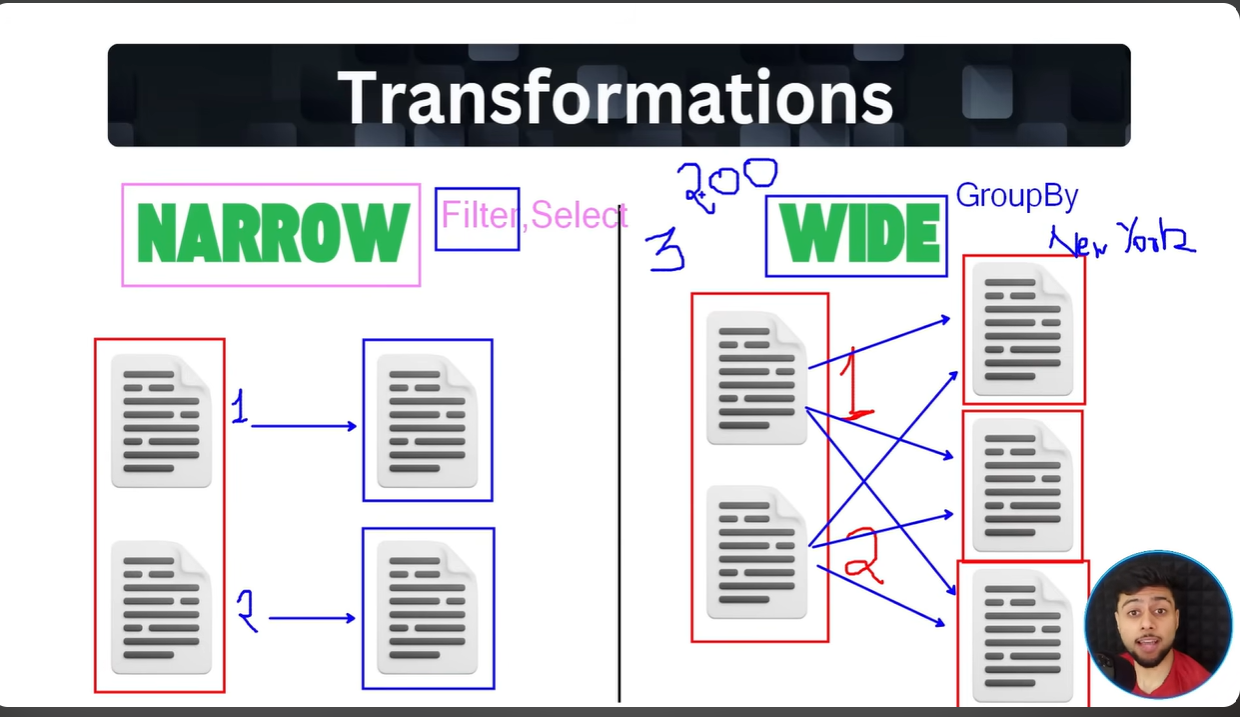 Transformations
NARROW
Filter,Select
1
2
200
3
WIDE
GroupBy
New York
1
2